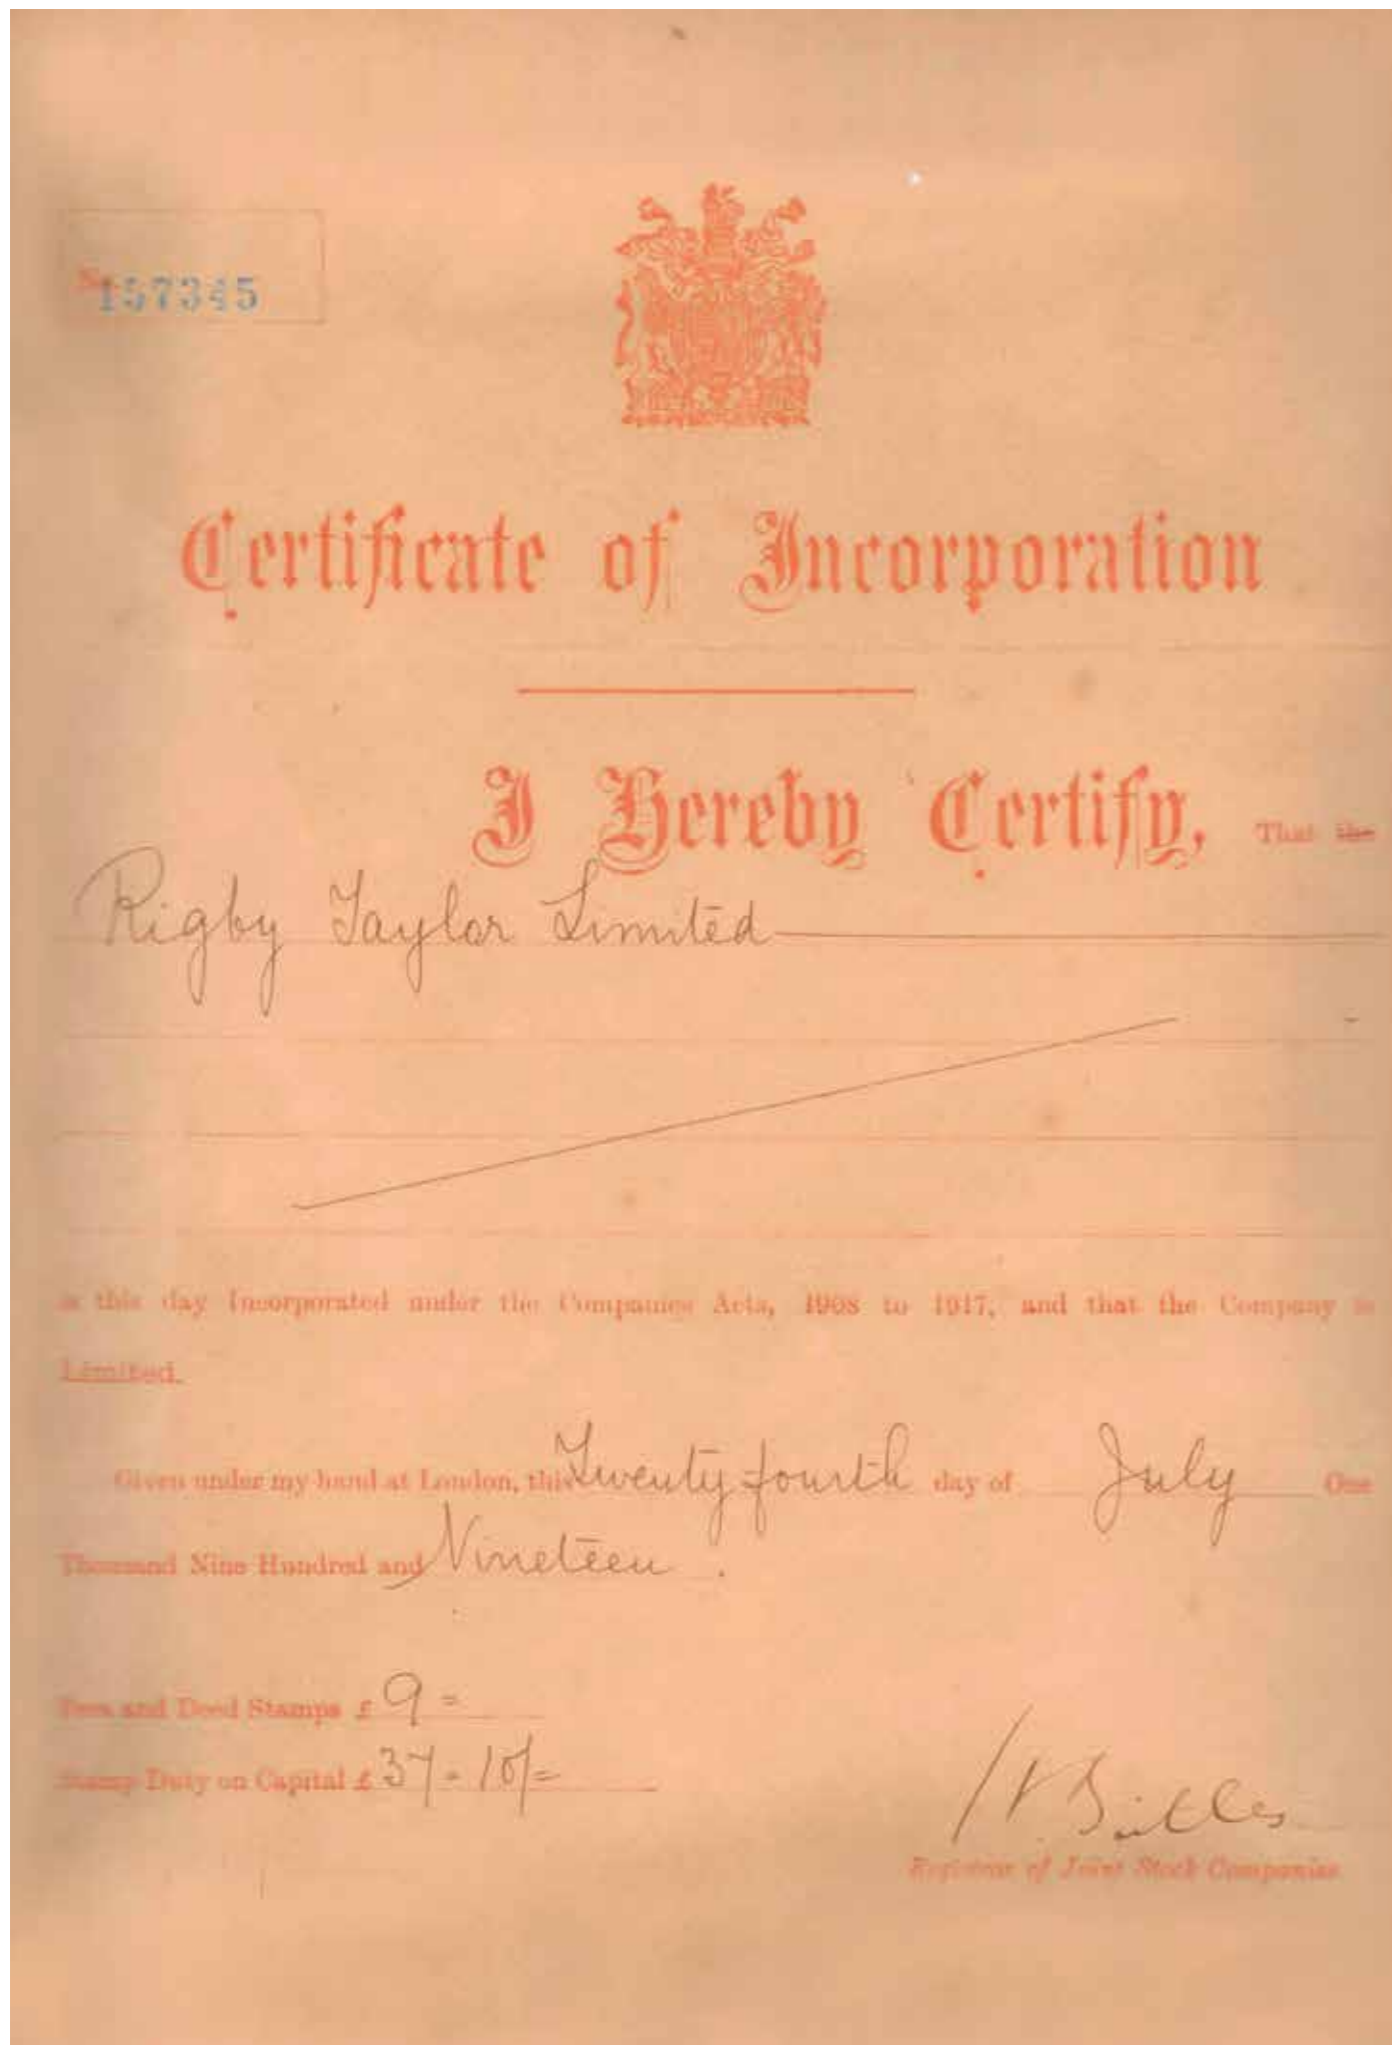 No. 157345
Certificate of Incorporation
I Hereby Certify, That the
Rigby Taylor Limited
is this day Incorporated under the Companies Acts, 1908 to 1917, and that the Company is
Limited.
Given under my hand at London, this Twenty-fourth day of July One
Thousand Nine Hundred and Nineteen.
Fees and Deed Stamps £ 9 =
Stamp Duty on Capital £ 37 = 10/=
Registrar of Joint Stock Companies